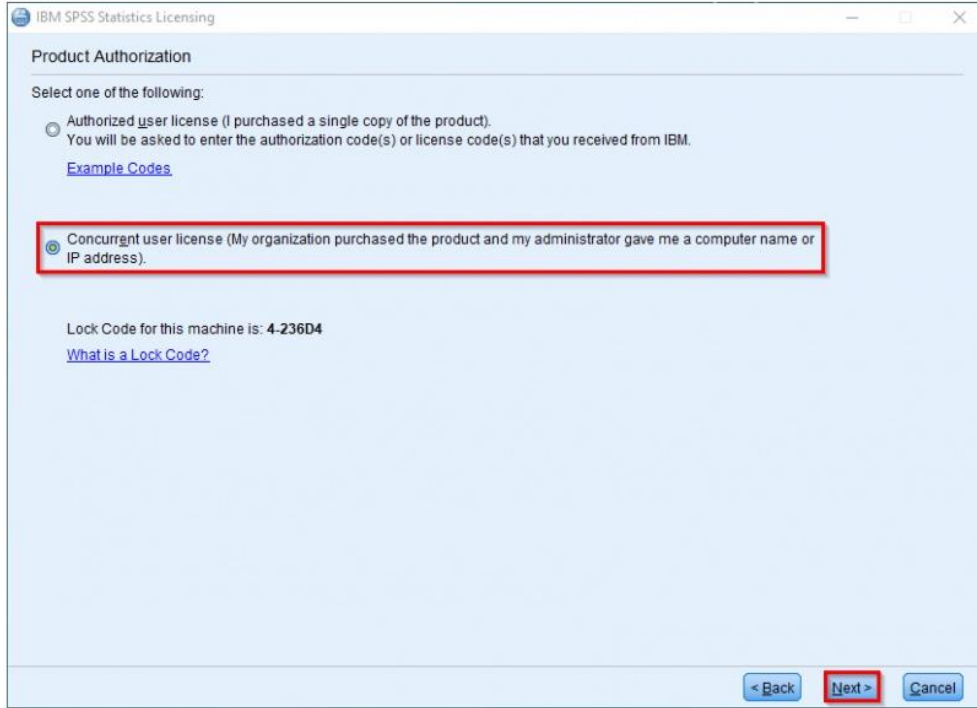 IBM SPSS Statistics Licensing
Product Authorization
Select one of the following:
Authorized user license (I purchased a single copy of the product).
You will be asked to enter the authorization code(s) or license code(s) that you received from IBM.
Example Codes
Concurrent user license (My organization purchased the product and my administrator gave me a computer name or
IP address).
Lock Code for this machine is: 4-236D4
What is a Lock Code?
< Back Next > Cancel